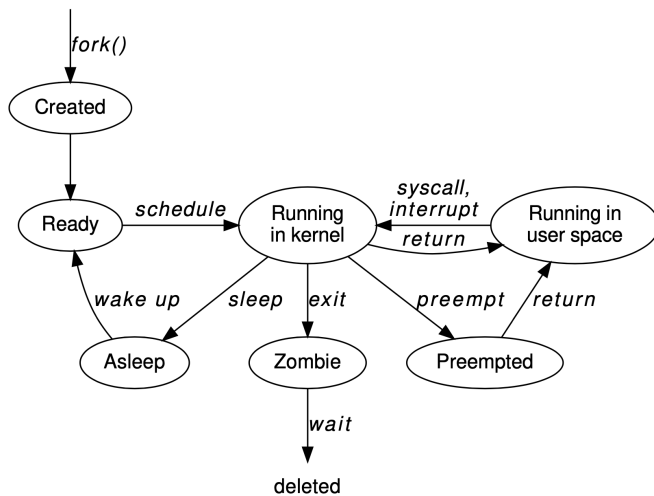 fork()
Created
Ready
schedule
Running
in kernel
syscall,
interrupt
return
Running in
user space
wake up
sleep
exit
preempt
return
Asleep
Zombie
Preempted
wait
deleted